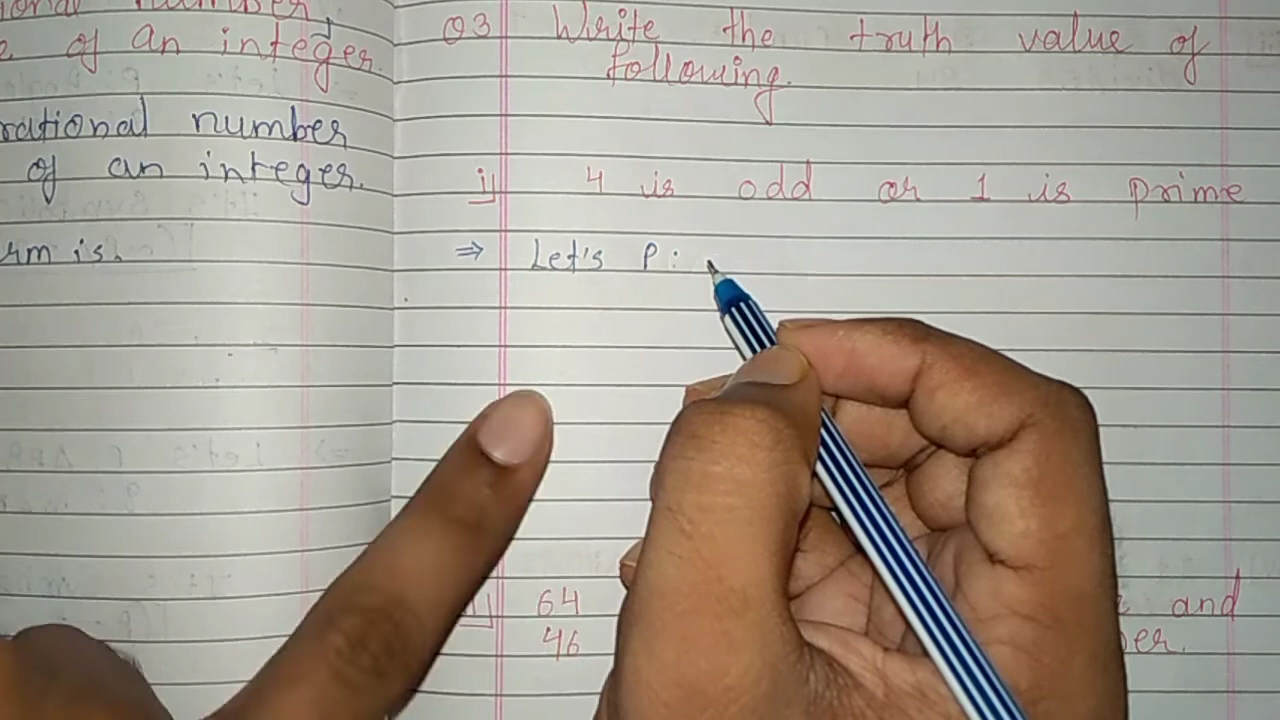 number
of an integer.
rational number
of an integer.
is.
Q3 Write the truth value of
following.
i) 4 is odd or 1 is prime
⇒ Let's P:
64 and
46